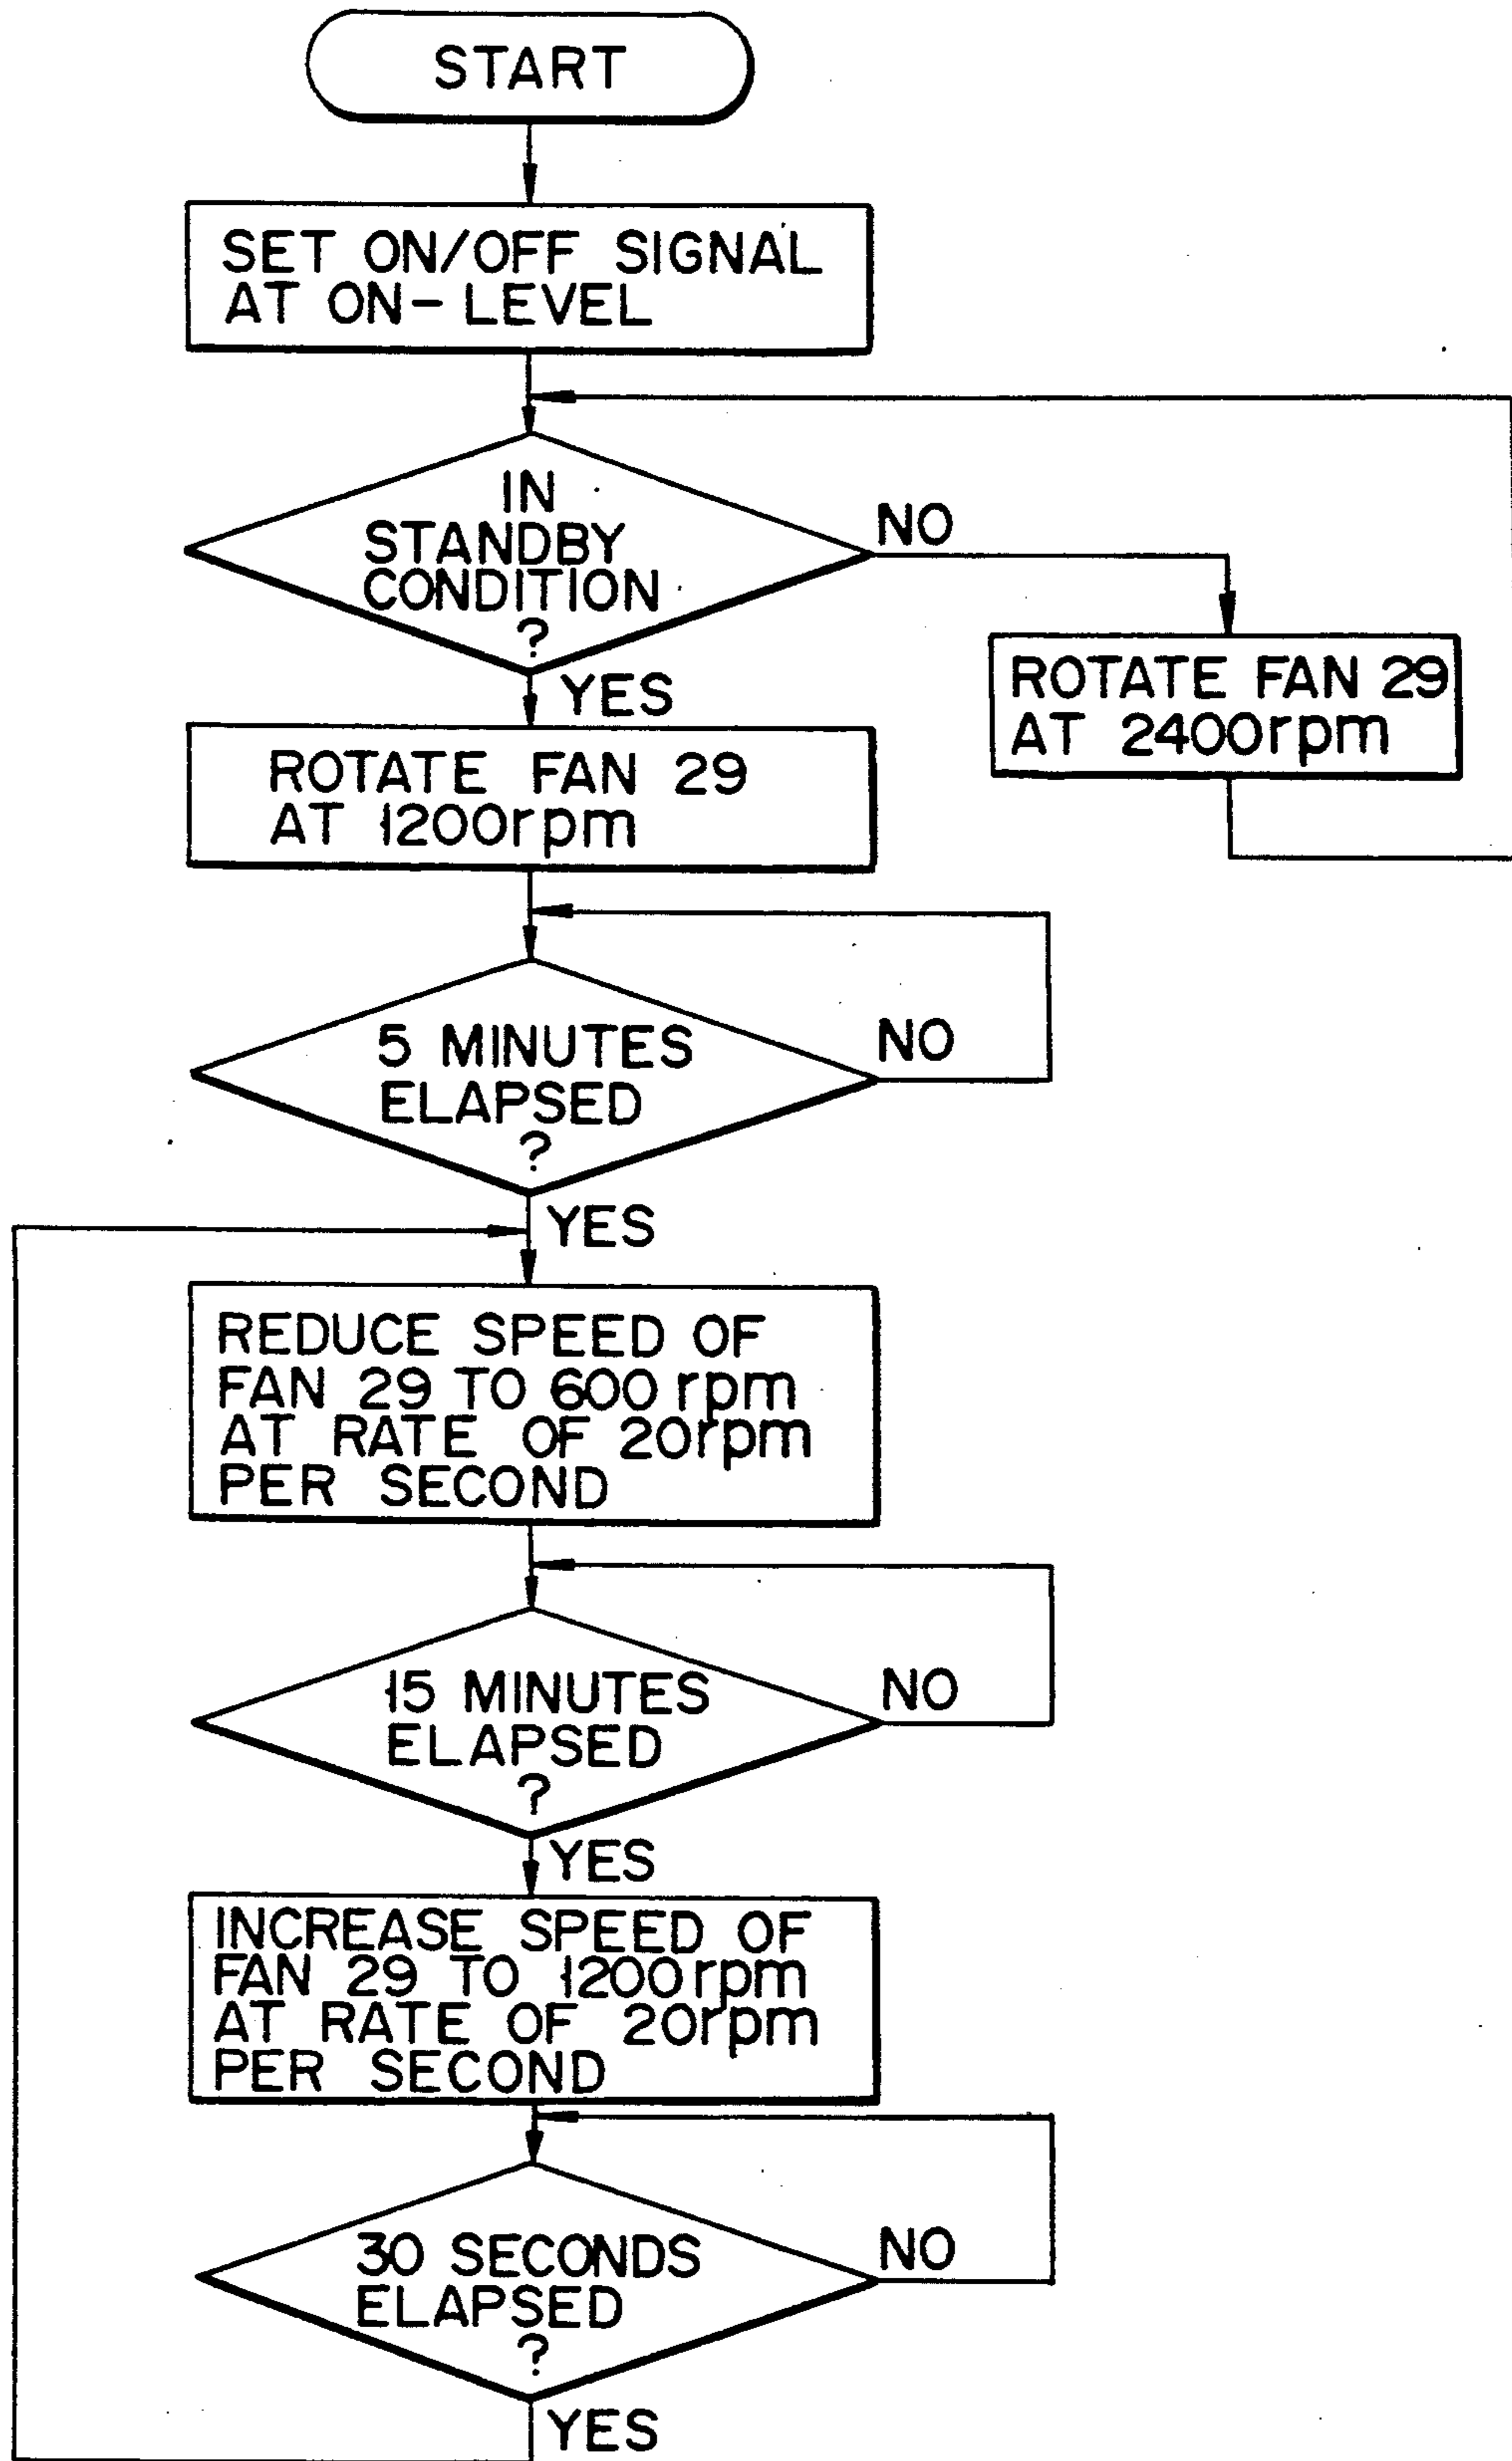 START
SET ON/OFF SIGNAL
AT ON-LEVEL
IN
STANDBY
CONDITION
?
NO
YES
ROTATE FAN 29
AT 2400rpm
ROTATE FAN 29
AT 1200rpm
5 MINUTES
ELAPSED
?
NO
YES
REDUCE SPEED OF
FAN 29 TO 600 rpm
AT RATE OF 20rpm
PER SECOND
15 MINUTES
ELAPSED
?
NO
YES
INCREASE SPEED OF
FAN 29 TO 1200rpm
AT RATE OF 20rpm
PER SECOND
30 SECONDS
ELAPSED
?
NO
YES